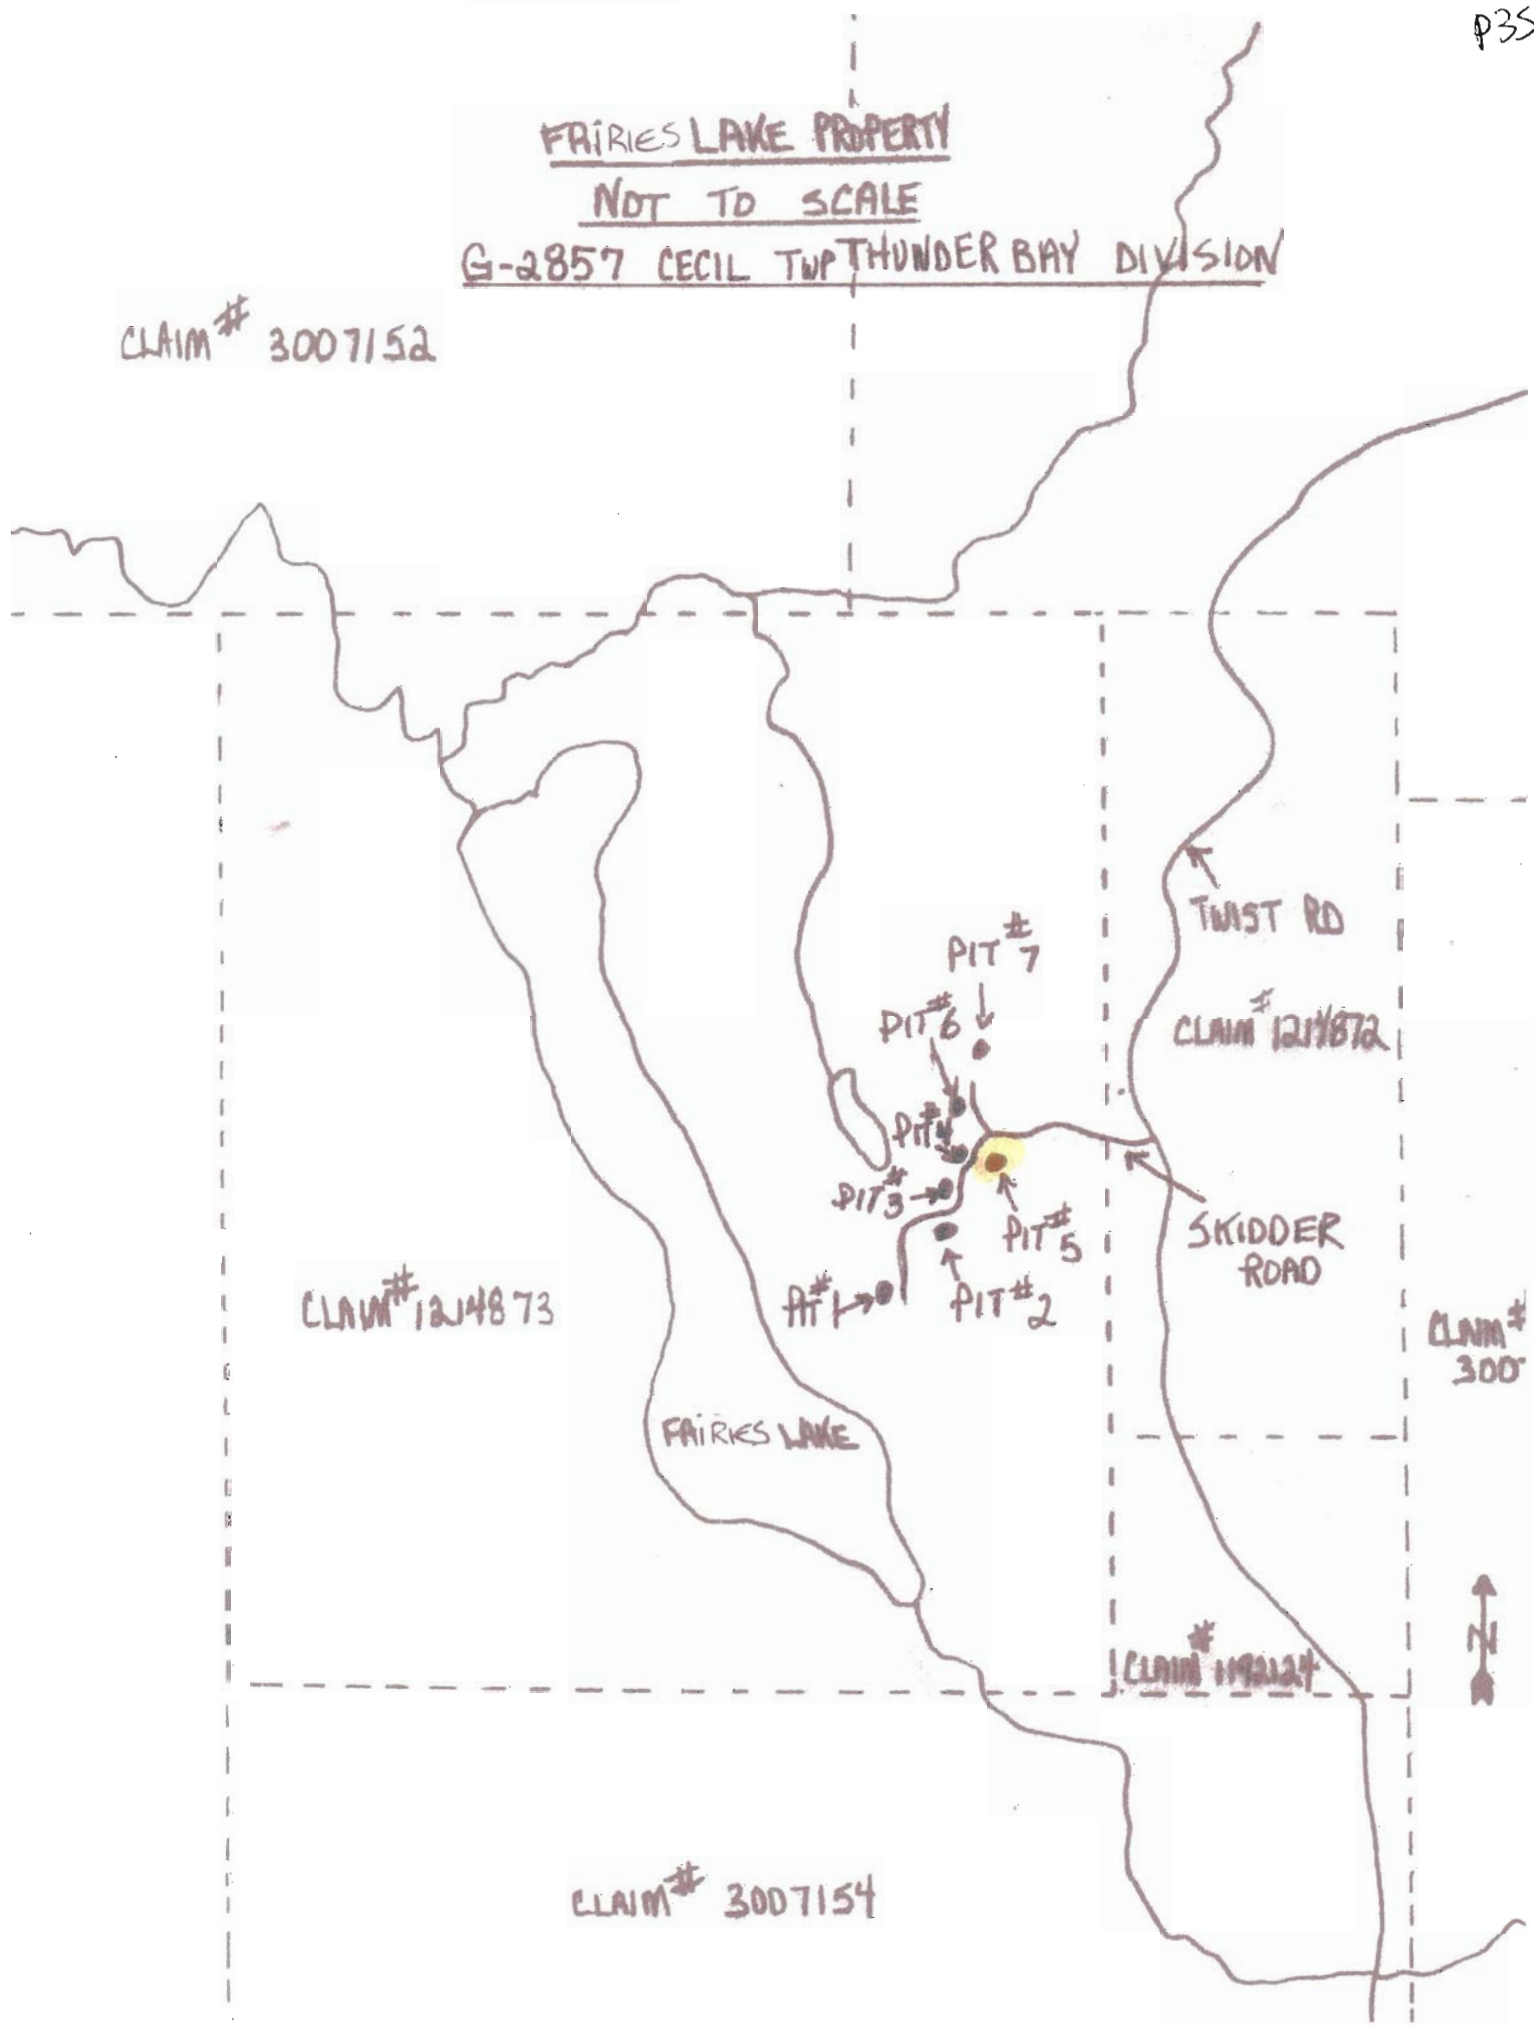 p35
FAIRIES LAKE PROPERTY
NOT TO SCALE
G-2857 CECIL TWP THUNDER BAY DIVISION
CLAIM# 3007152
TWIST RD
PIT #7
PIT #6
CLAIM# 1214872
PIT #4
PIT #3
PIT #5
SKIDDER
ROAD
CLAIM# 1214873
PIT #1
PIT #2
CLAIM #
300
FAIRIES LAKE
N
CLAIM # 1192124
CLAIM# 3007154